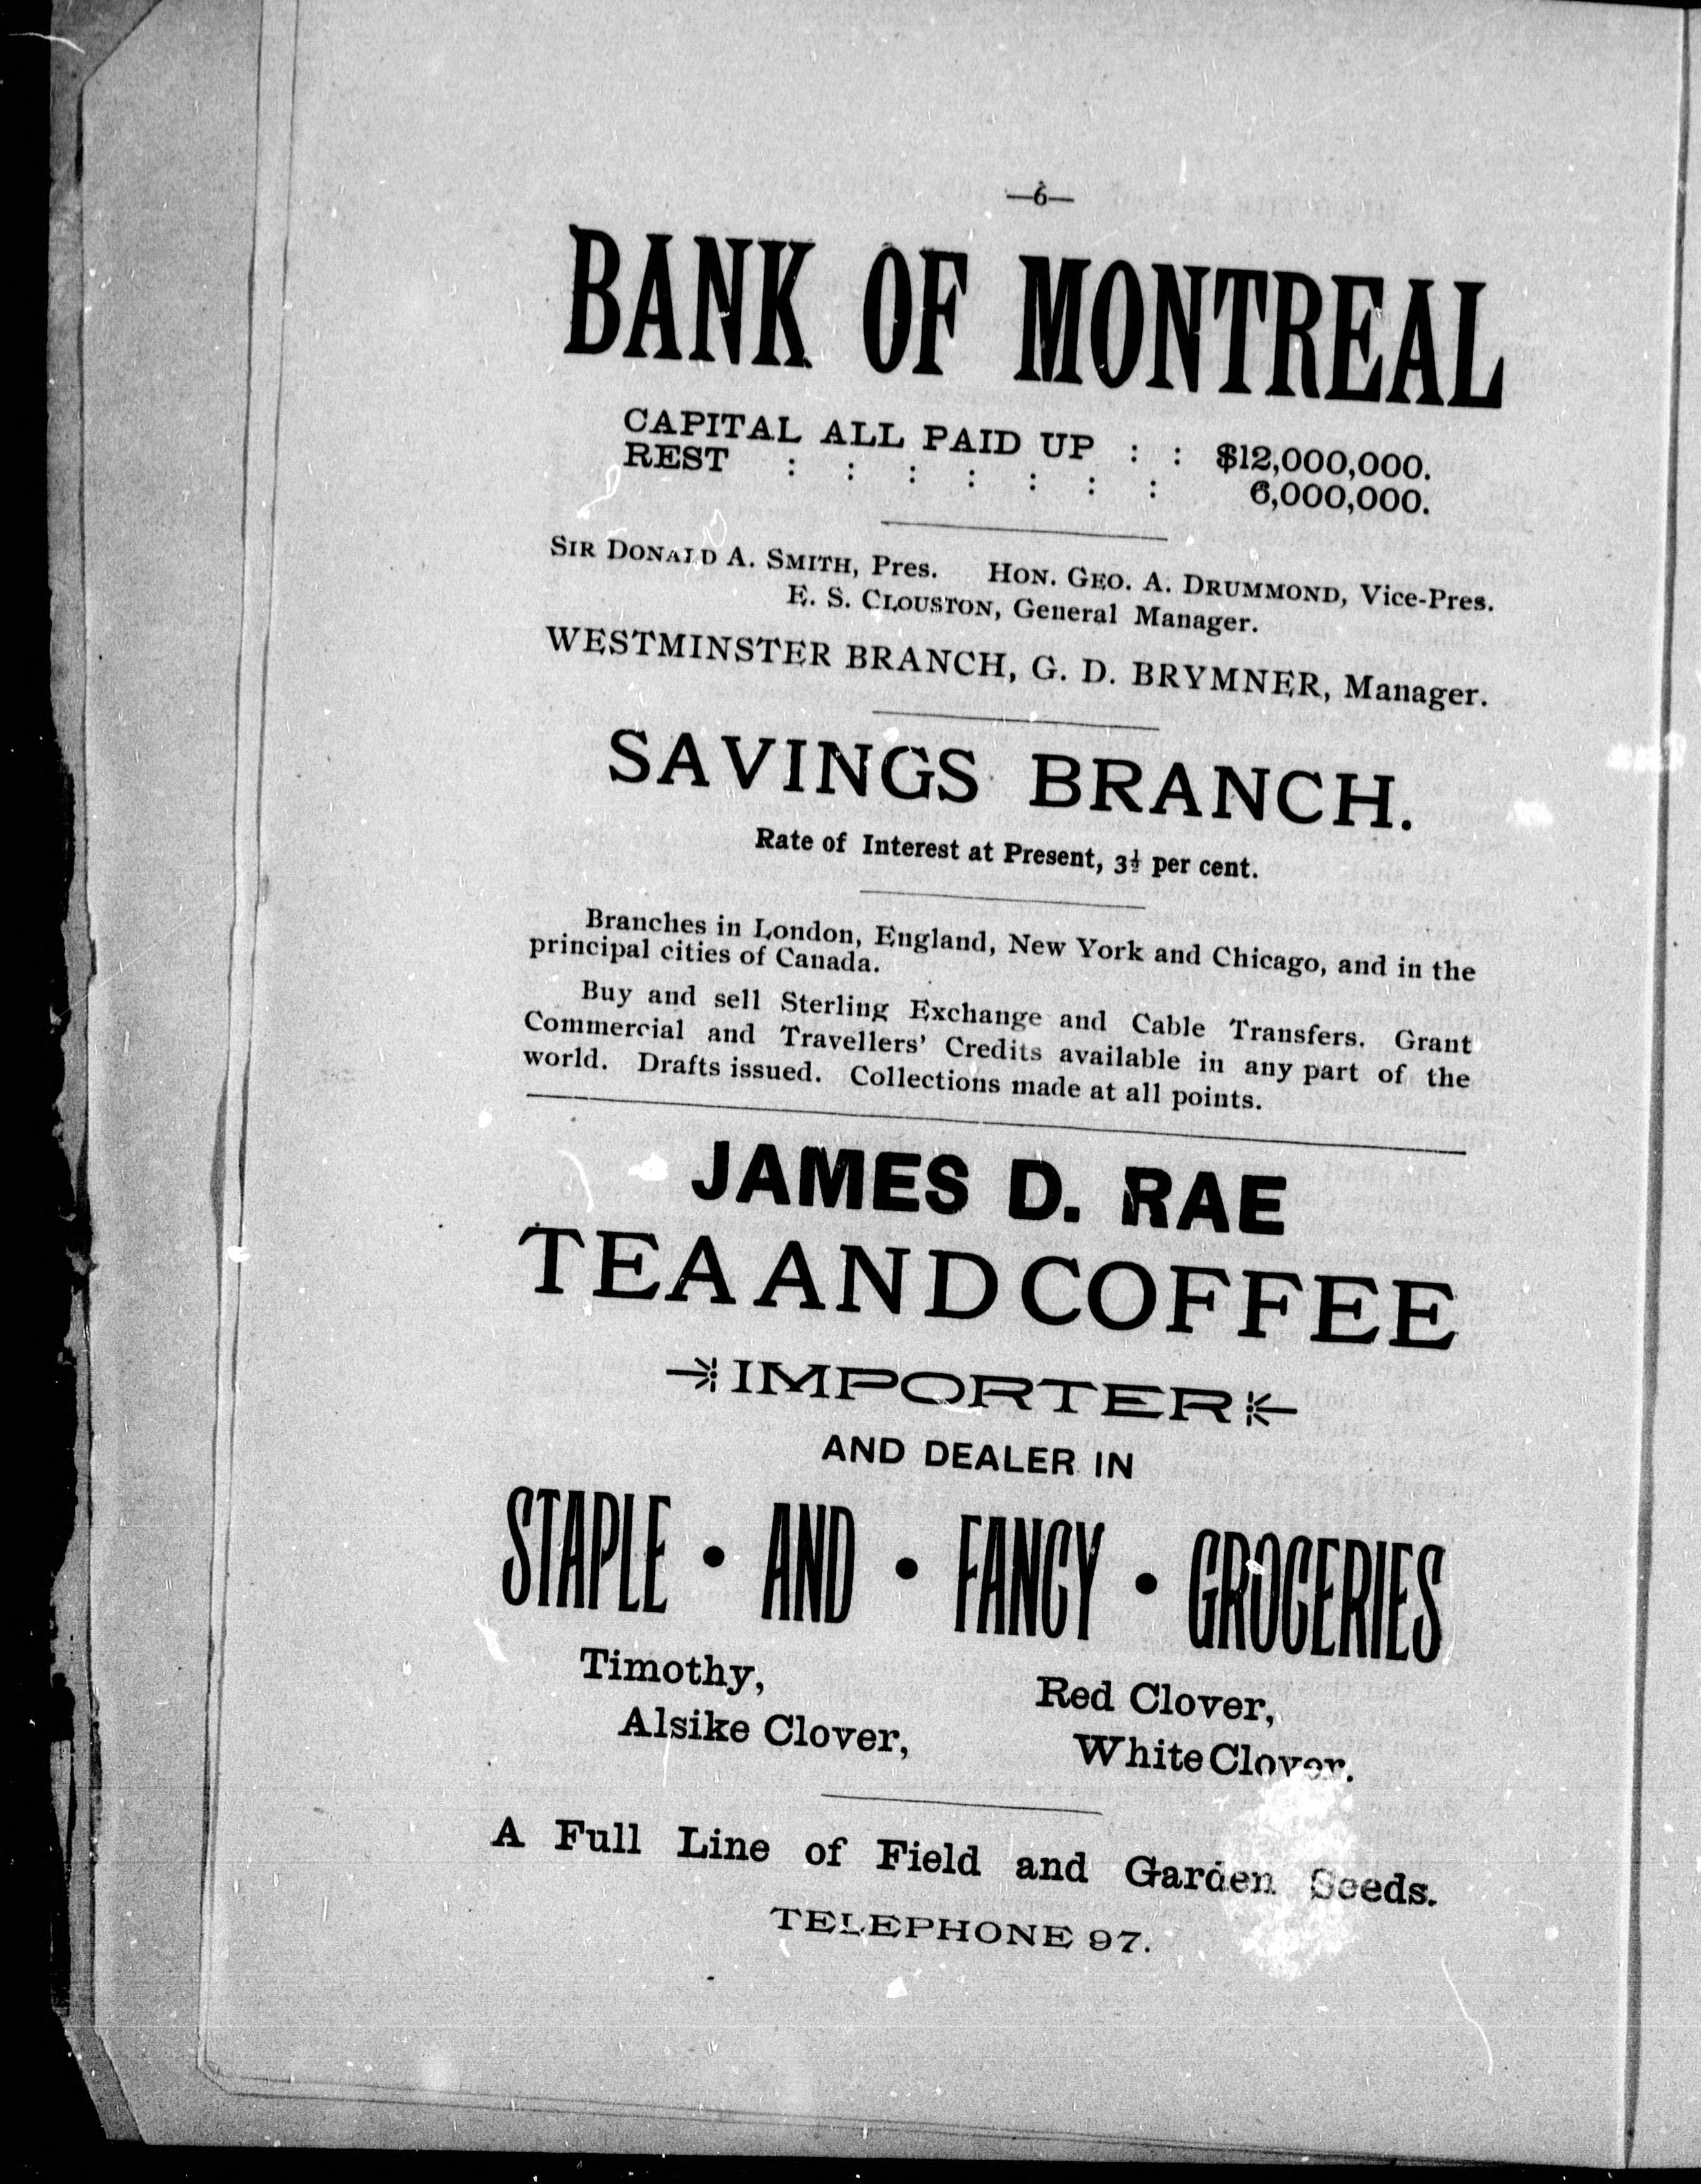 —6—
BANK OF MONTREAL
CAPITAL ALL PAID UP : : $12,000,000.
REST : : : : : : : 6,000,000.
SIR DONALD A. SMITH, Pres. HON. GEO. A. DRUMMOND, Vice-Pres.
E. S. CLOUSTON, General Manager.
WESTMINSTER BRANCH, G. D. BRYMNER, Manager.
SAVINGS BRANCH.
Rate of Interest at Present, 3½ per cent.
Branches in London, England, New York and Chicago, and in the
principal cities of Canada.
Buy and sell Sterling Exchange and Cable Transfers. Grant
Commercial and Travellers' Credits available in any part of the
world. Drafts issued. Collections made at all points.
JAMES D. RAE
TEA AND COFFEE
IMPORTER
AND DEALER IN
STAPLE • AND • FANCY • GROCERIES
Timothy, Red Clover,
Alsike Clover, White Clover.
A Full Line of Field and Garden Seeds.
TELEPHONE 97.